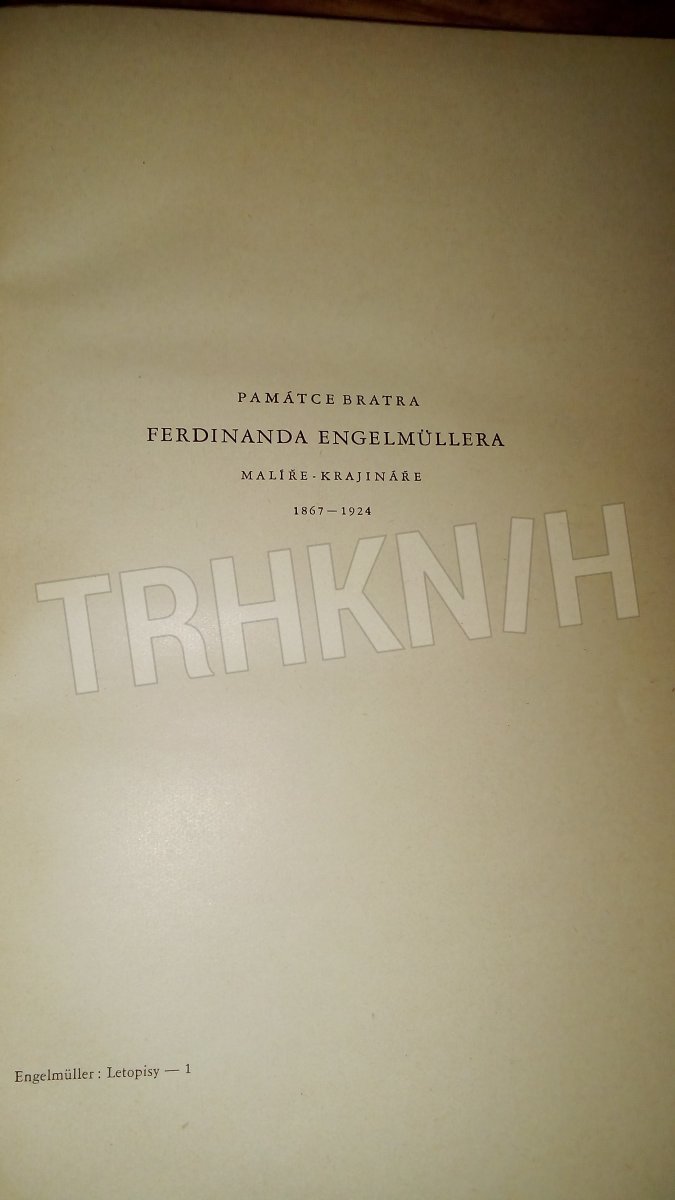 PAMÁTCE BRATRA
FERDINANDA ENGELMÜLLERA
MALÍŘE-KRAJINÁŘE
1867—1924
TRHKNIH
Engelmüller: Letopisy — 1